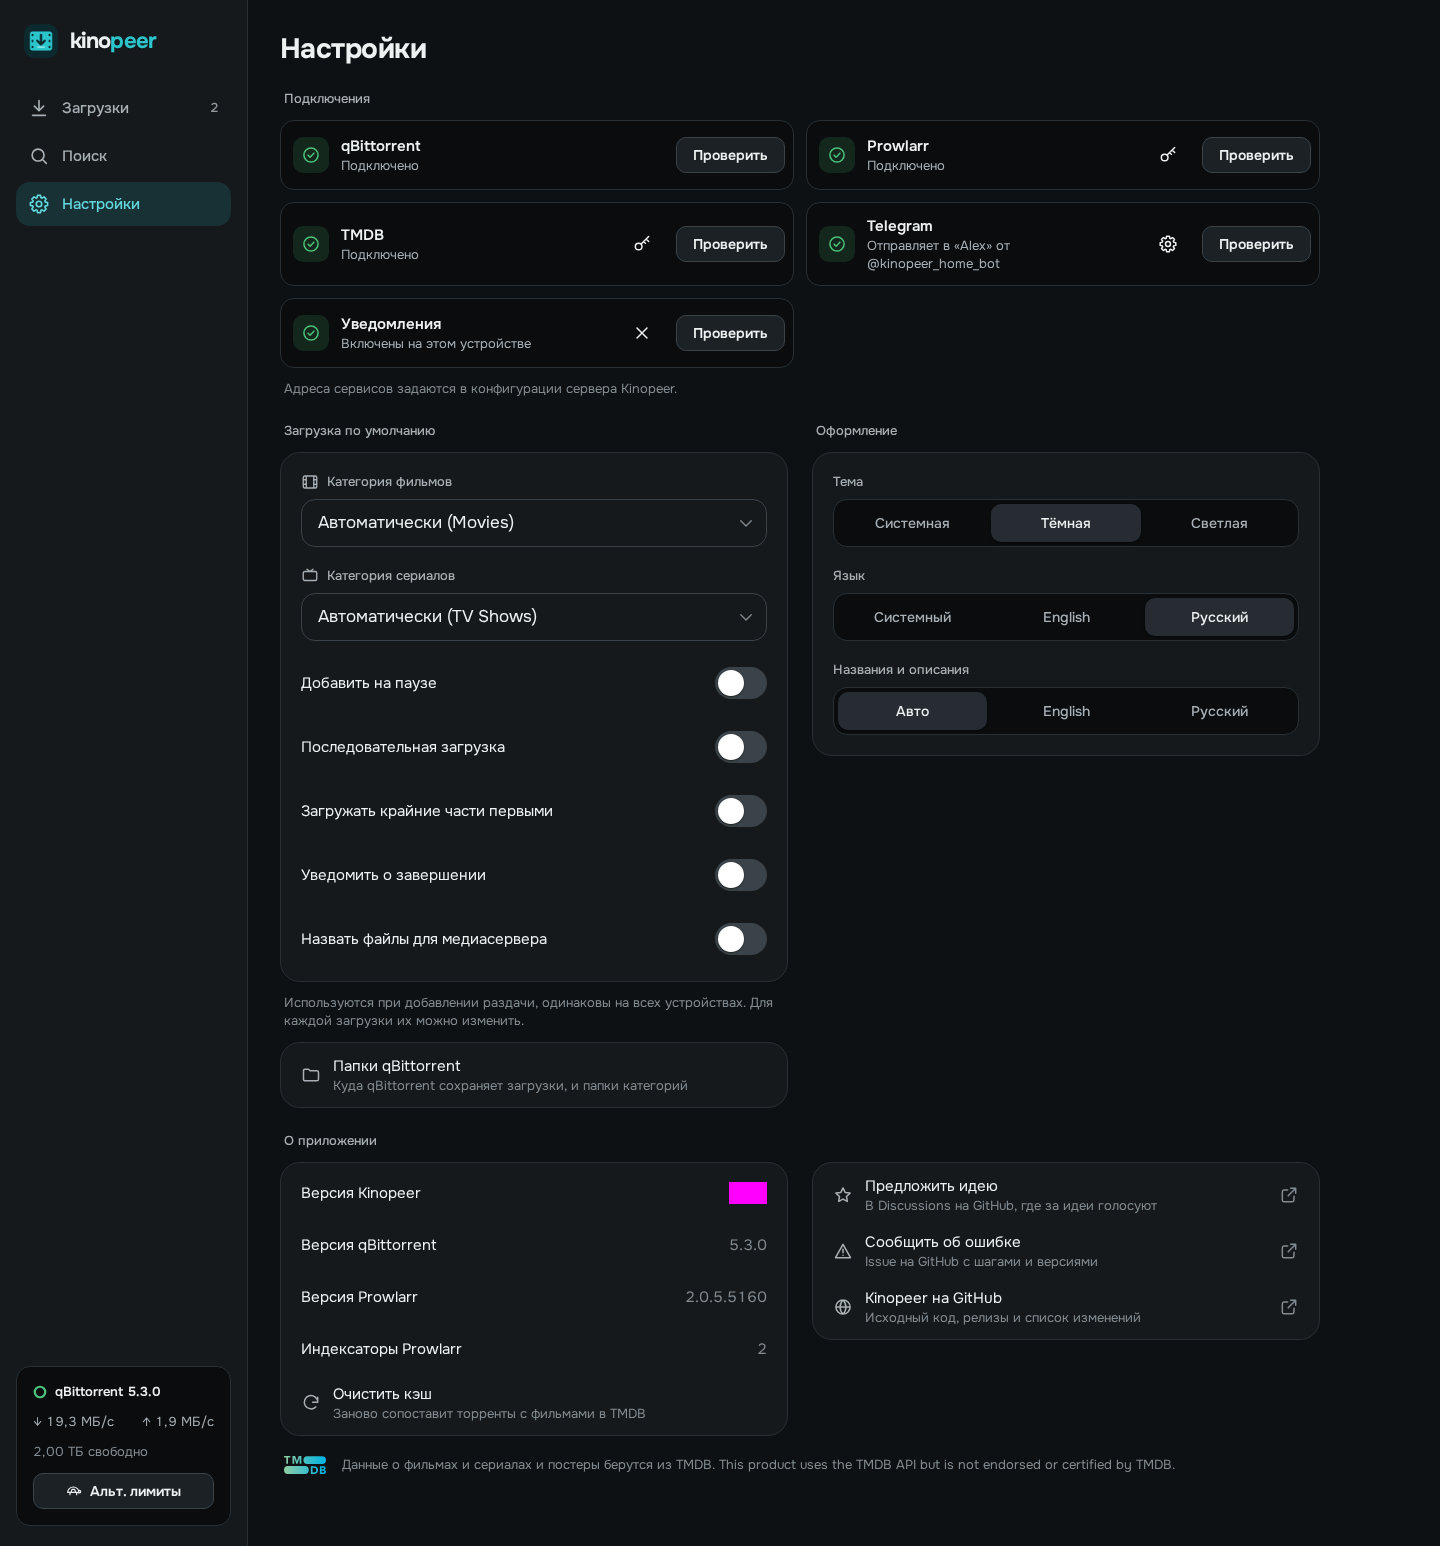 kinopeer
Загрузки 2
Поиск
Настройки
Настройки
Подключения
qBittorrent
Подключено
Проверить
Prowlarr
Подключено
Проверить
TMDB
Подключено
Проверить
Telegram
Отправляет в «Alex» от
@kinopeer_home_bot
Проверить
Уведомления
Включены на этом устройстве
Проверить
Адреса сервисов задаются в конфигурации сервера Kinopeer.
Загрузка по умолчанию
Категория фильмов
Автоматически (Movies)
Категория сериалов
Автоматически (TV Shows)
Добавить на паузе
Последовательная загрузка
Загружать крайние части первыми
Уведомить о завершении
Назвать файлы для медиасервера
Используются при добавлении раздачи, одинаковы на всех устройствах. Для
каждой загрузки их можно изменить.
Папки qBittorrent
Куда qBittorrent сохраняет загрузки, и папки категорий
Оформление
Тема
Системная Тёмная Светлая
Язык
Системный English Русский
Названия и описания
Авто English Русский
О приложении
Версия Kinopeer
Версия qBittorrent 5.3.0
Версия Prowlarr 2.0.5.5160
Индексаторы Prowlarr 2
Очистить кэш
Заново сопоставит торренты с фильмами в TMDB
Предложить идею
В Discussions на GitHub, где за идеи голосуют
Сообщить об ошибке
Issue на GitHub с шагами и версиями
Kinopeer на GitHub
Исходный код, релизы и список изменений
TM
DB
Данные о фильмах и сериалах и постеры берутся из TMDB. This product uses the TMDB API but is not endorsed or certified by TMDB.
qBittorrent 5.3.0
↓ 19,3 МБ/с ↑ 1,9 МБ/с
2,00 ТБ свободно
Альт. лимиты